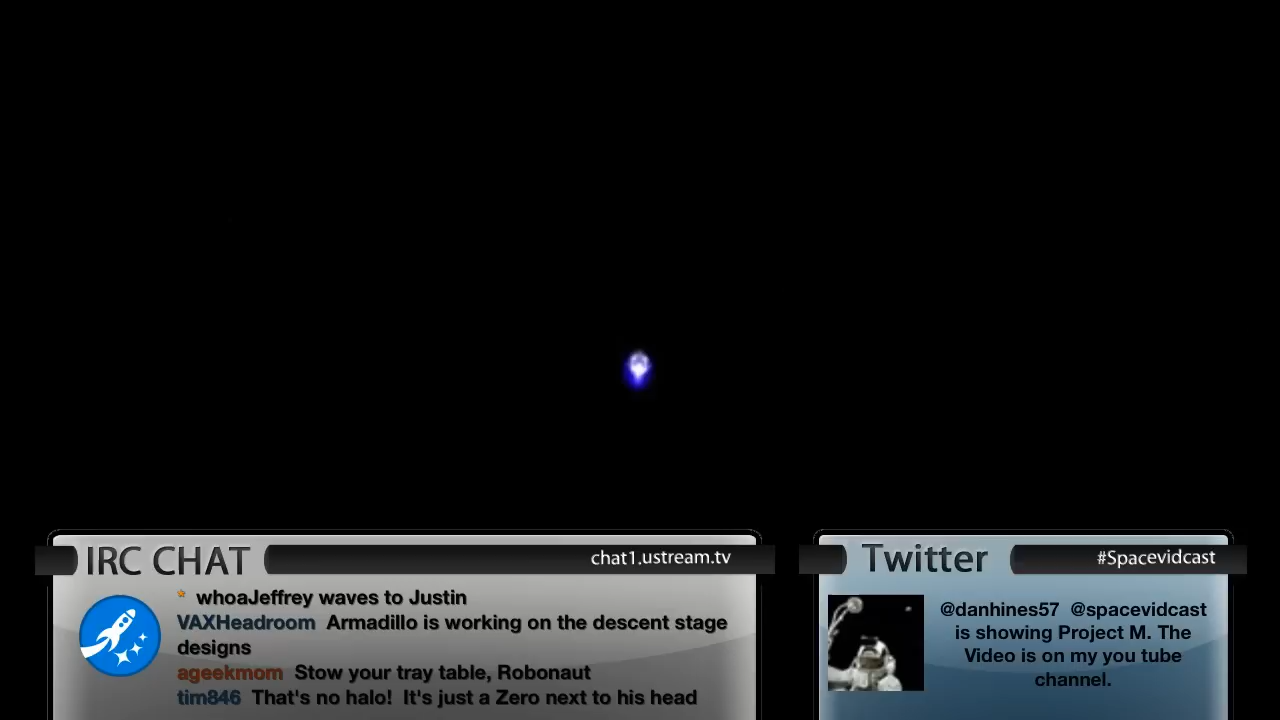 IRC CHAT
chat1.ustream.tv
* whoaJeffrey waves to Justin
VAXHeadroom Armadillo is working on the descent stage
designs
ageekmom Stow your tray table, Robonaut
tim846 That's no halo! It's just a Zero next to his head
Twitter
#Spacevidcast
@danhines57 @spacevidcast
is showing Project M. The
Video is on my you tube
channel.